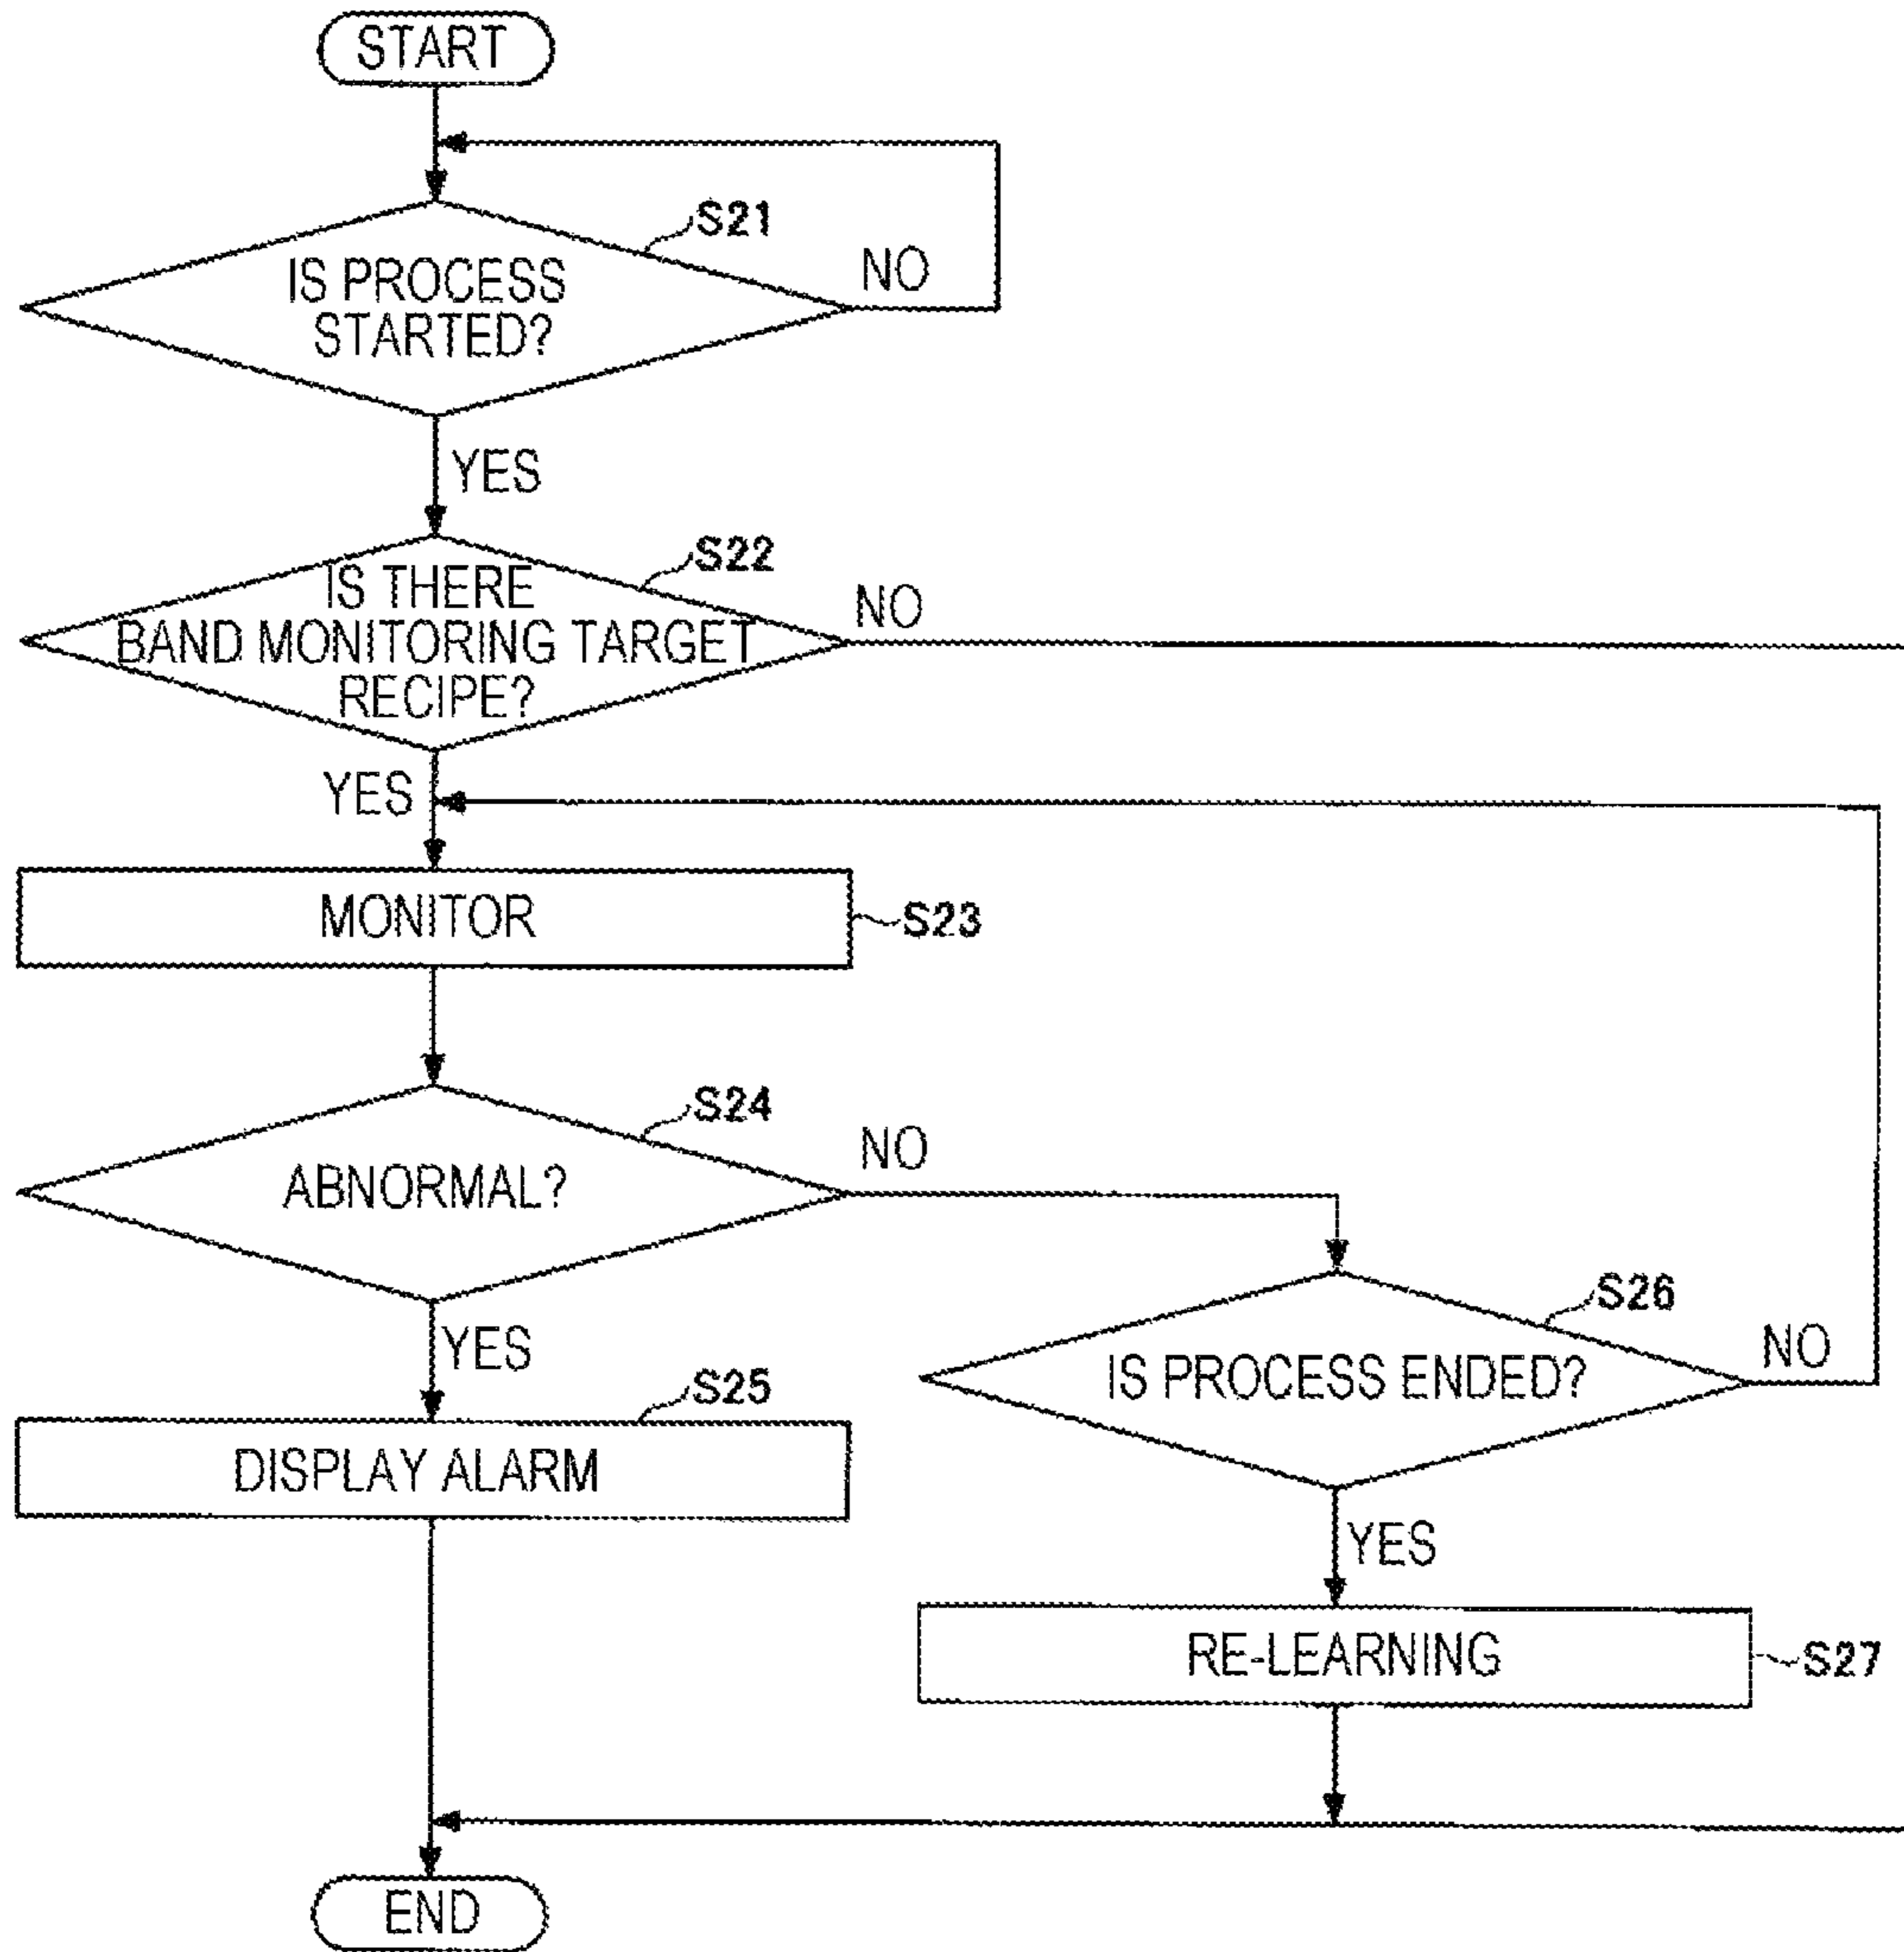 START
S21
IS PROCESS
STARTED?
NO
YES
S22
IS THERE
BAND MONITORING TARGET
RECIPE?
NO
YES
MONITOR
S23
S24
ABNORMAL?
NO
YES
S26
IS PROCESS ENDED?
NO
S25
DISPLAY ALARM
YES
RE-LEARNING
S27
END